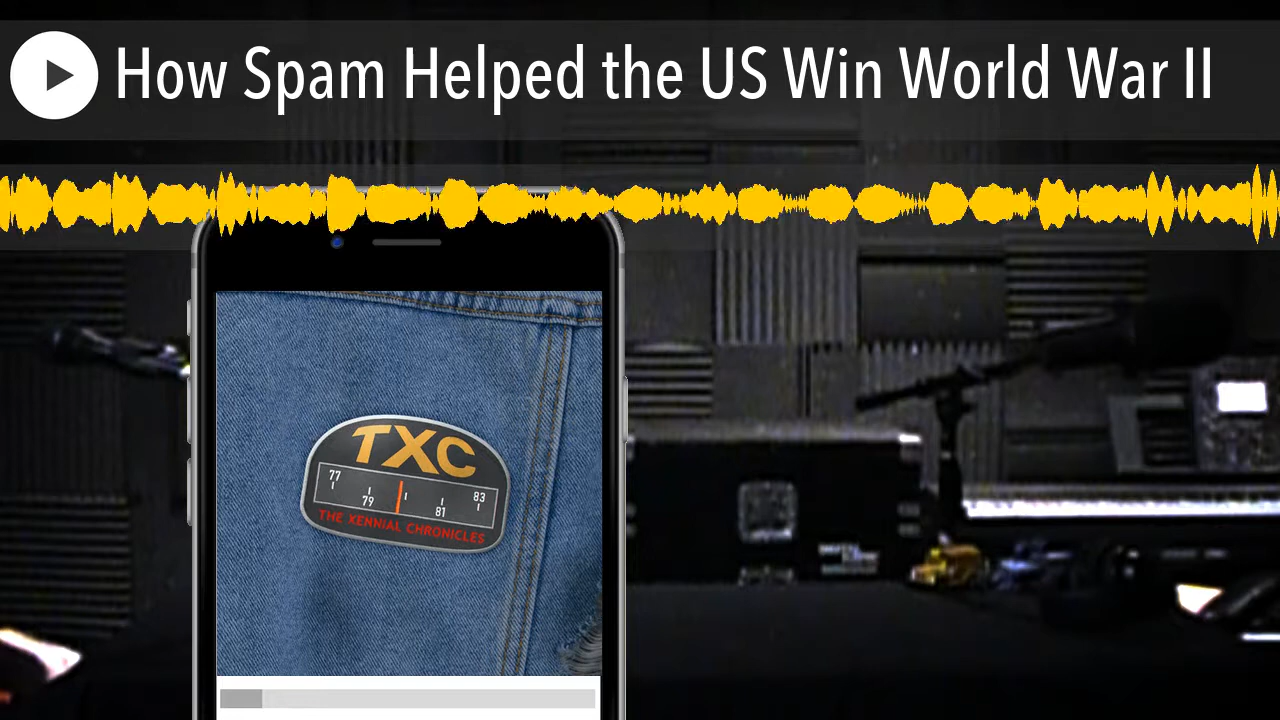 How Spam Helped the US Win World War II
TXC
77 79 81 83
THE XENNIAL CHRONICLES